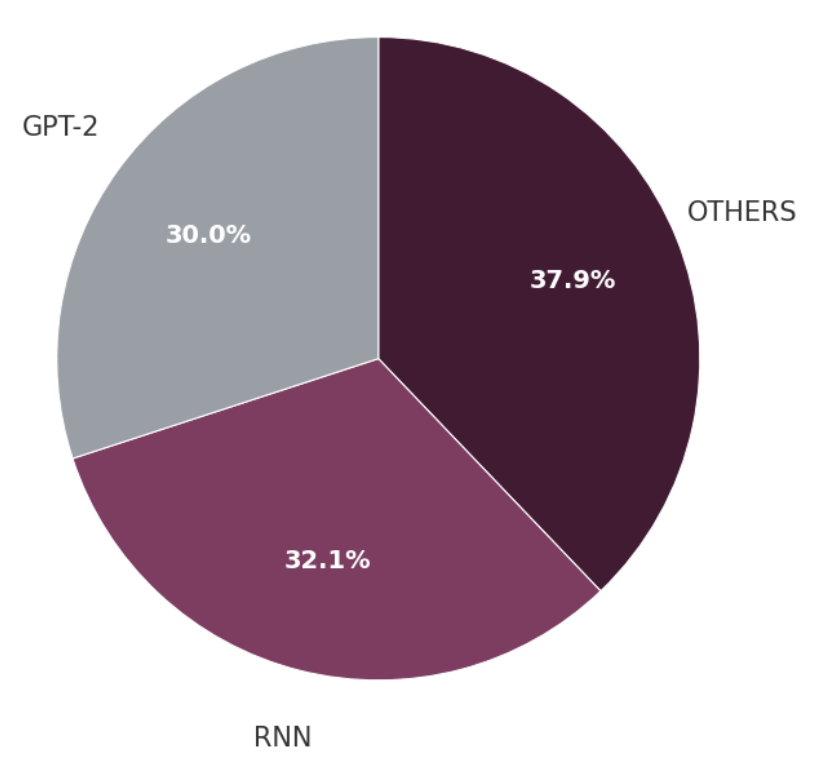 GPT-2
OTHERS
30.0%
37.9%
32.1%
RNN